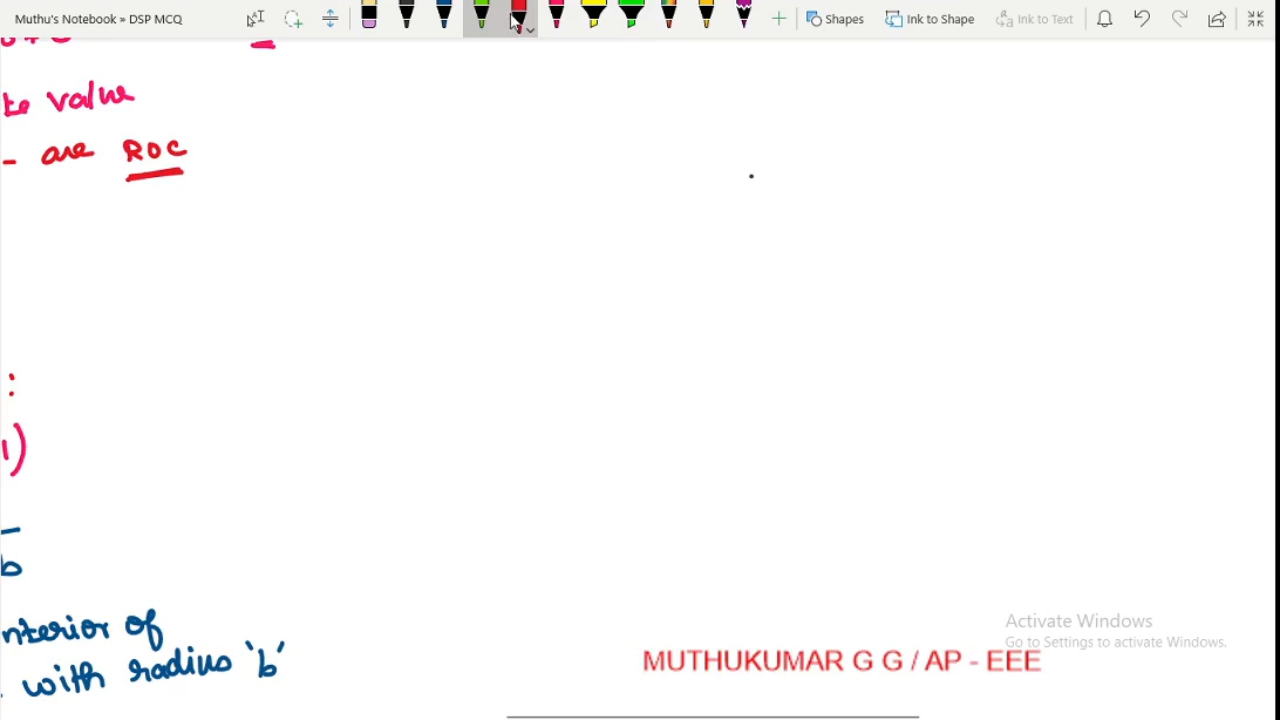 Muthu's Notebook » DSP MCQ
Shapes
Ink to Shape
Ink to Text
te value
- are ROC
:
1)
b
nterior of
with radius 'b'
Activate Windows
Go to Settings to activate Windows.
MUTHUKUMAR G G / AP - EEE